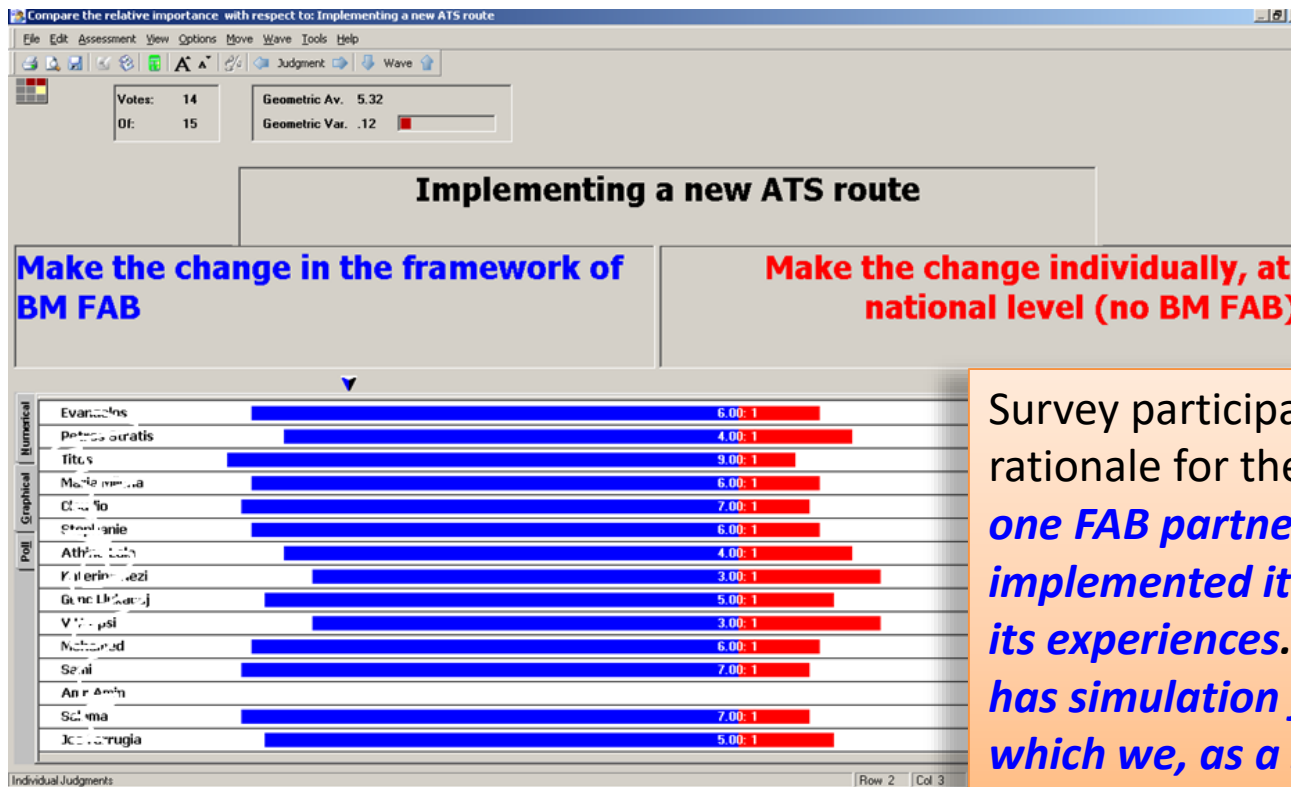 Compare the relative importance with respect to: Implementing a new ATS route
File Edit Assessment View Options Move Wave Tools Help
A A Judgment Wave
Votes: 14
Of: 15
Geometric Av. 5.32
Geometric Var. .12
Implementing a new ATS route
Make the change in the framework of
BM FAB
Make the change individually, at
national level (no BM FAB)
Numerical
Graphical
Poll
6.00: 1
Stratis 4.00: 1
Titus 9.00: 1
Maria 6.00: 1
7.00: 1
Stephanie 6.00: 1
4.00: 1
3.00: 1
5.00: 1
3.00: 1
Mohamed 6.00: 1
7.00: 1
Amin
7.00: 1
5.00: 1
Individual Judgments
Row 2 Col 3
Survey participa
rationale for the
one FAB partne
implemented it
its experiences.
has simulation
which we, as a